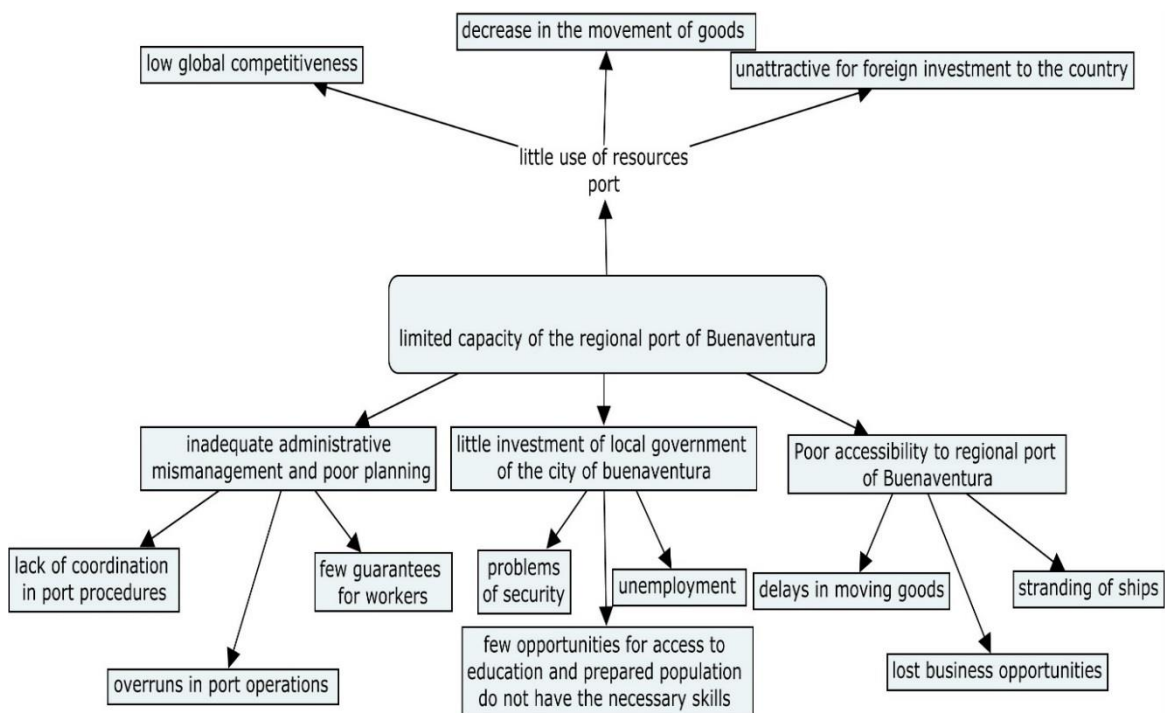 decrease in the movement of goods
low global competitiveness
unattractive for foreign investment to the country
little use of resources
port
limited capacity of the regional port of Buenaventura
inadequate administrative
mismanagement and poor planning
little investment of local government
of the city of buenaventura
Poor accessibility to regional port
of Buenaventura
lack of coordination
in port procedures
few guarantees
for workers
problems
of security
unemployment
delays in moving goods
stranding of ships
overruns in port operations
few opportunities for access to
education and prepared population
do not have the necessary skills
lost business opportunities